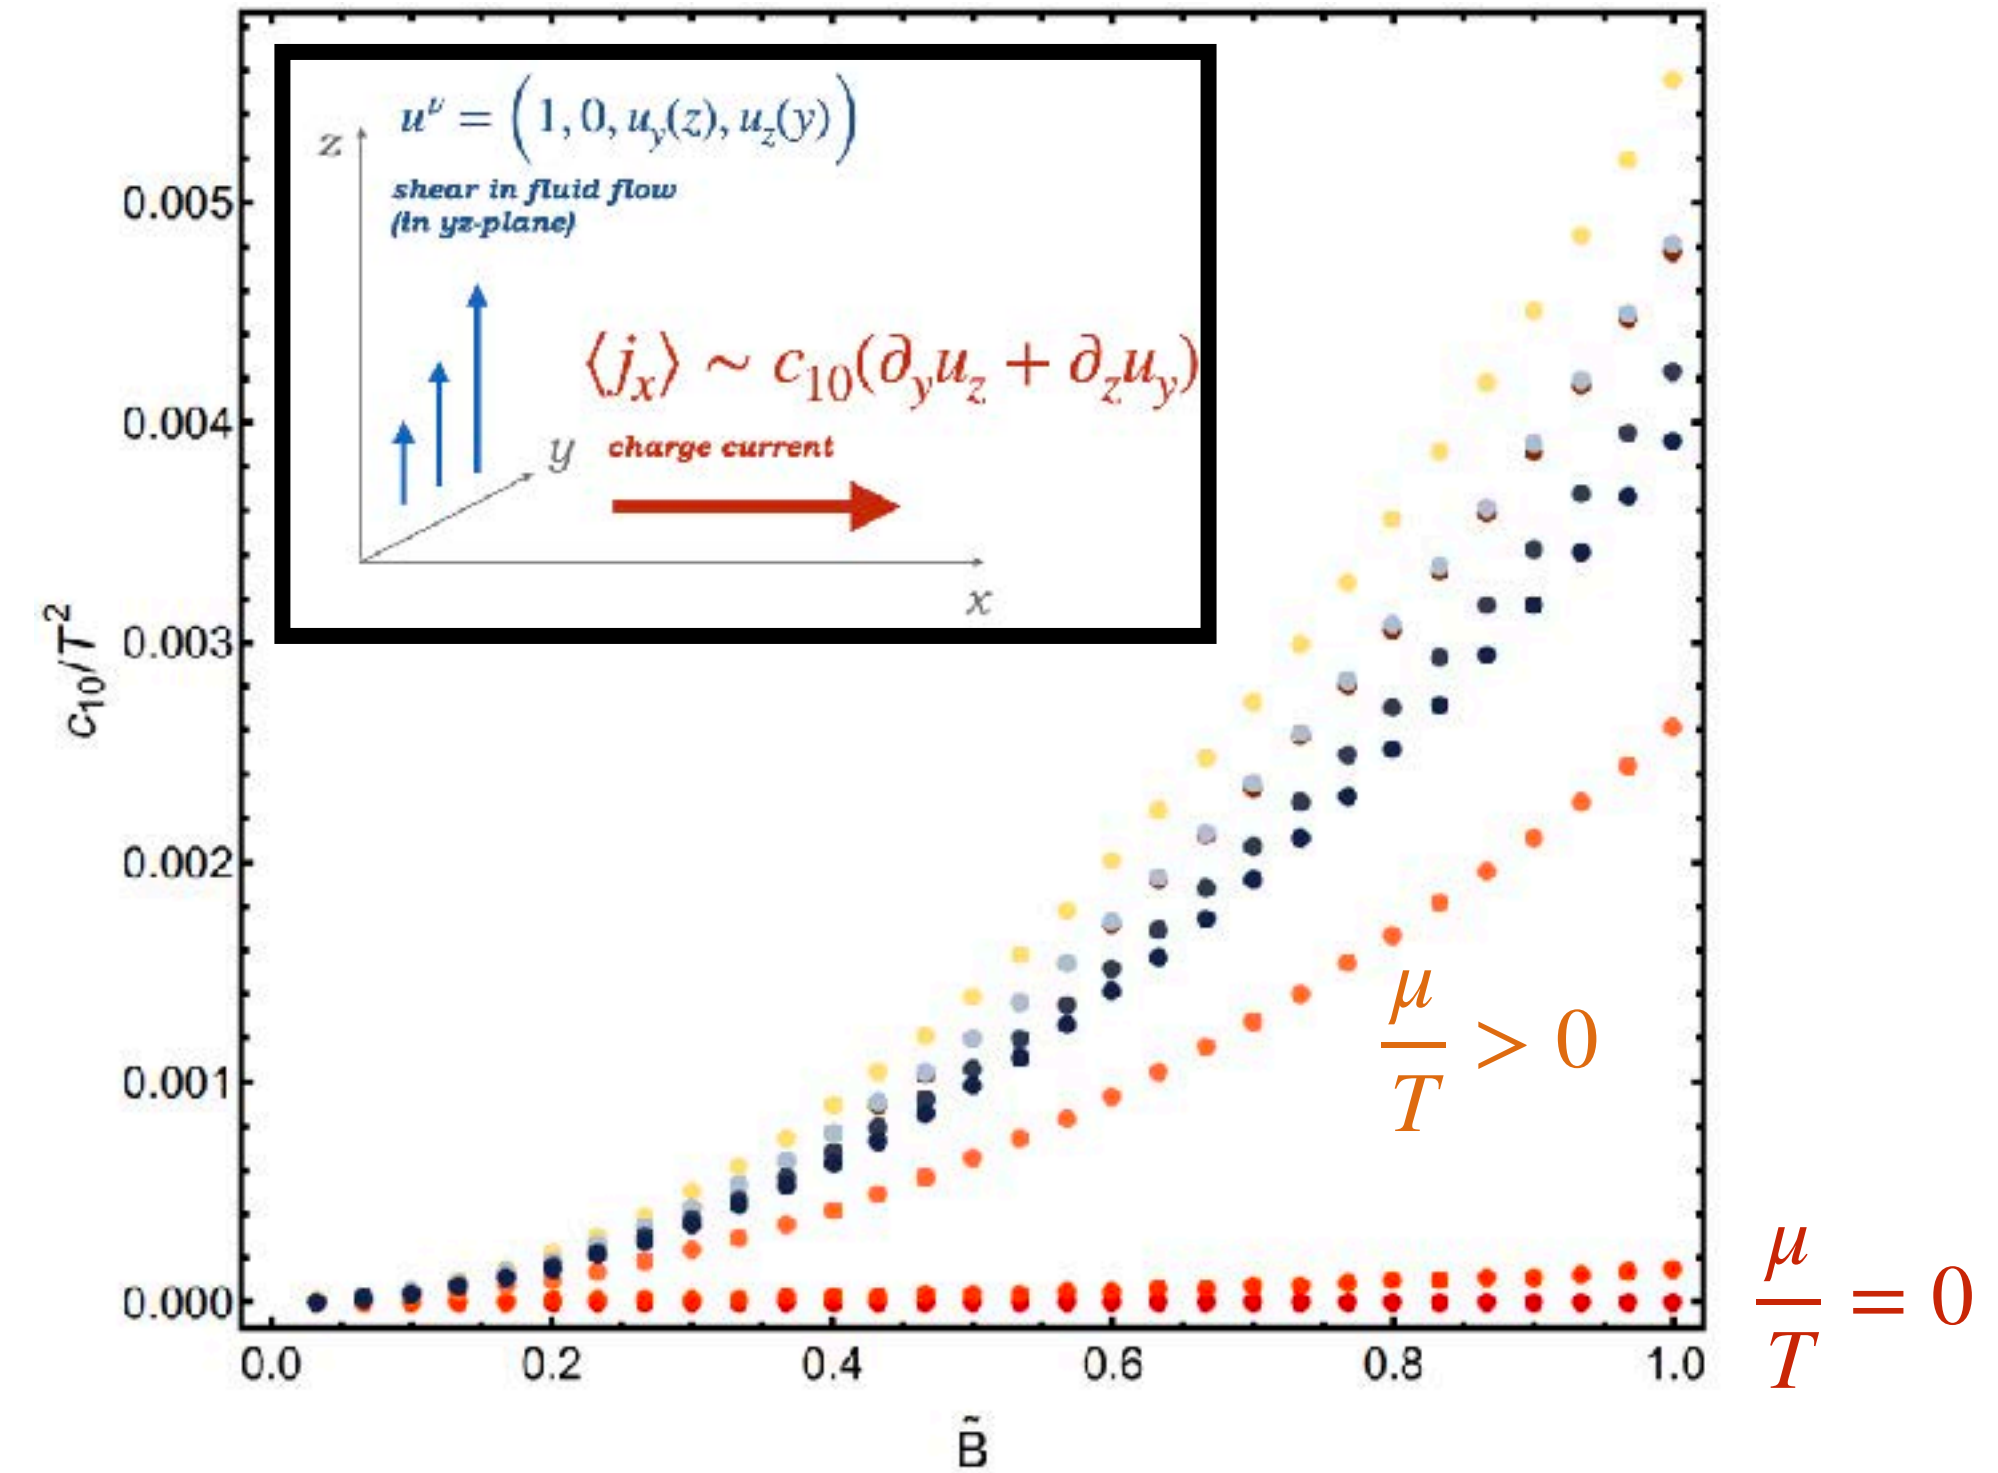 u^ν = (1, 0, u_y(z), u_z(y))
z
shear in fluid flow
(in yz-plane)
⟨j_x⟩ ~ c_10(∂_y u_z + ∂_z u_y)
y
charge current
x
c_10/T^2
0.005
0.004
0.003
0.002
0.001
0.000
μ/T > 0
μ/T = 0
0.0 0.2 0.4 0.6 0.8 1.0
B̃